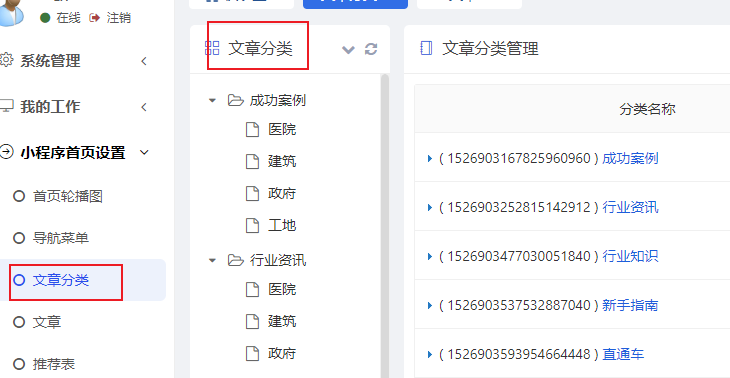 在线 注销
系统管理
我的工作
小程序首页设置
首页轮播图
导航菜单
文章分类
文章
推荐表
文章分类
成功案例
医院
建筑
政府
工地
行业资讯
医院
建筑
政府
文章分类管理
分类名称
( 1526903167825960960 ) 成功案例
( 1526903252815142912 ) 行业资讯
( 1526903477030051840 ) 行业知识
( 1526903537532887040 ) 新手指南
( 1526903593954664448 ) 直通车